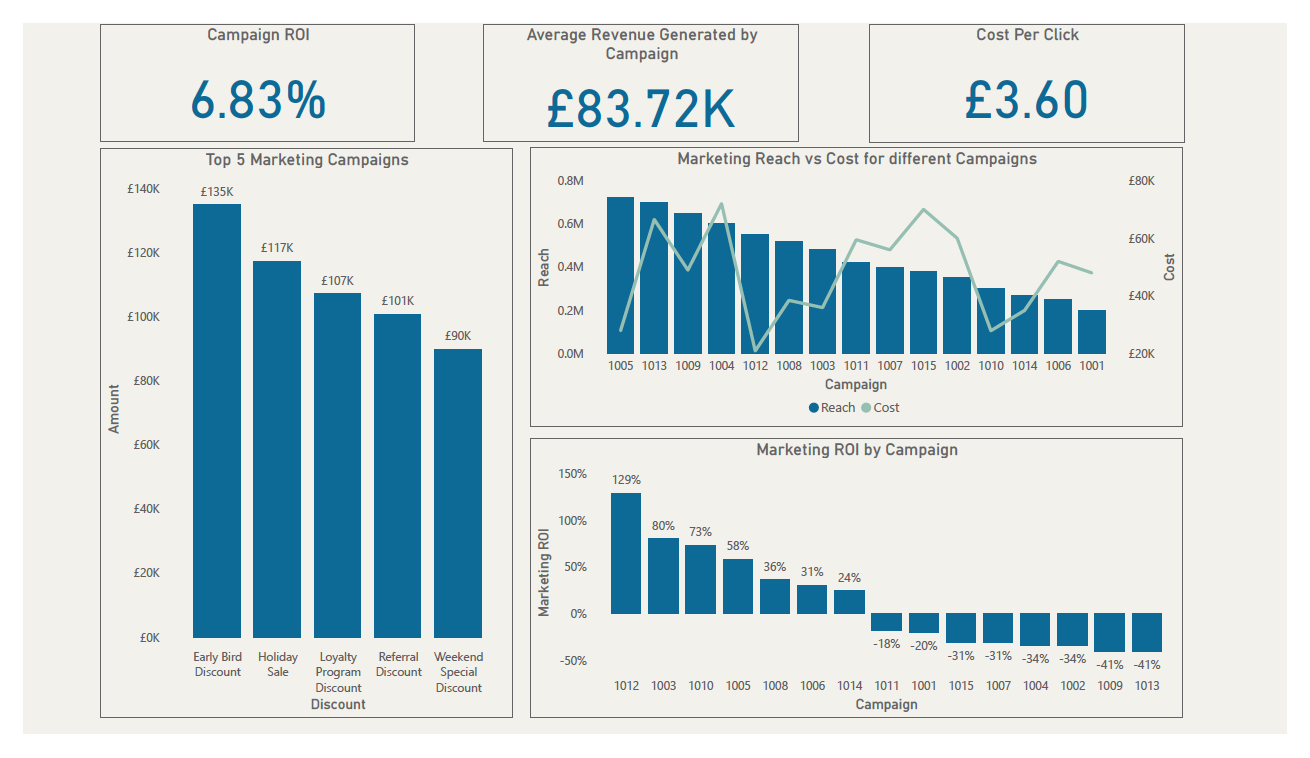 Campaign ROI
6.83%
Average Revenue Generated by
Campaign
£83.72K
Cost Per Click
£3.60
Top 5 Marketing Campaigns
£140K
£120K
£100K
£80K
£60K
£40K
£20K
£0K
Amount
£135K
£117K
£107K
£101K
£90K
Early Bird
Discount
Holiday
Sale
Loyalty
Program
Discount
Referral
Discount
Weekend
Special
Discount
Discount
Marketing Reach vs Cost for different Campaigns
0.8M
0.6M
0.4M
0.2M
0.0M
Reach
£80K
£60K
£40K
£20K
Cost
1005 1013 1009 1004 1012 1008 1003 1011 1007 1015 1002 1010 1014 1006 1001
Campaign
Reach Cost
Marketing ROI by Campaign
150%
100%
50%
0%
-50%
Marketing ROI
129% 80% 73% 58% 36% 31% 24% -18% -20% -31% -31% -34% -34% -41% -41%
1012 1003 1010 1005 1008 1006 1014 1011 1001 1015 1007 1004 1002 1009 1013
Campaign